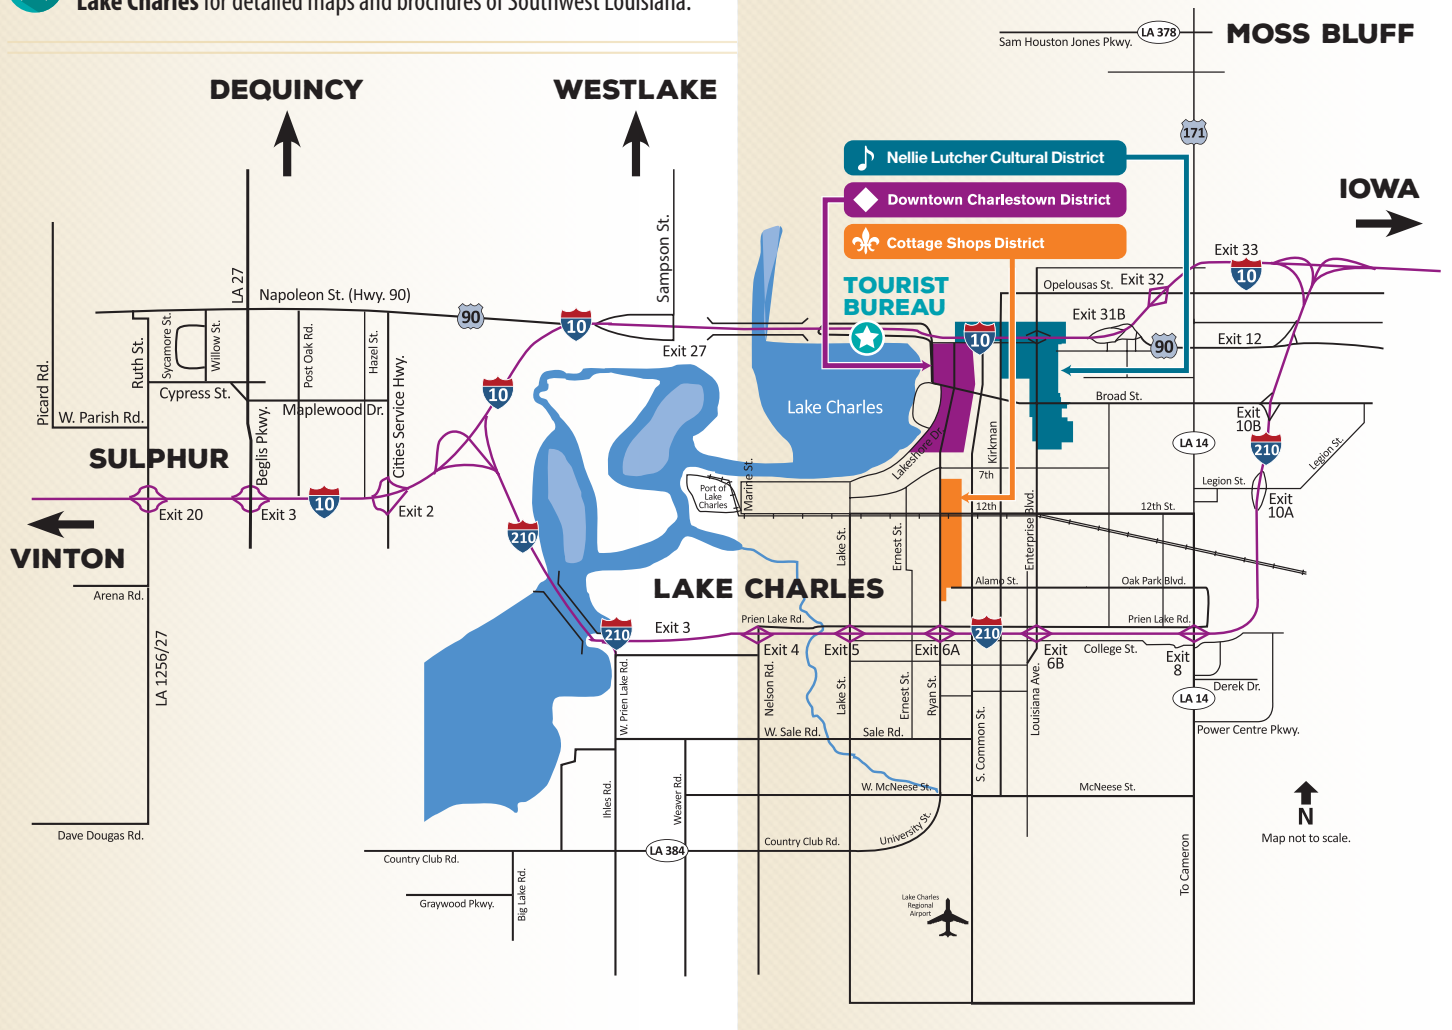 Lake Charles for detailed maps and brochures of Southwest Louisiana.
LA 378
Sam Houston Jones Pkwy.
MOSS BLUFF
DEQUINCY
WESTLAKE
171
Nellie Lutcher Cultural District
Downtown Charlestown District
Cottage Shops District
IOWA
TOURIST
BUREAU
Exit 33
10
Exit 32
Opelousas St.
Exit 31B
90
Exit 12
LA 27
Napoleon St. (Hwy. 90)
90
Sampson St.
10
Exit 27
10
Picard Rd.
Ruth St.
Sycamore St.
Willow St.
Post Oak Rd.
Hazel St.
Cities Service Hwy.
Cypress St.
Maplewood Dr.
W. Parish Rd.
Beglis Pkwy.
10
Lake Charles
Lakeshore Dr.
Kirkman
Broad St.
Exit
10B
210
LA 14
Legion St.
Legion St.
Exit
10A
SULPHUR
Exit 20
Exit 3
10
Exit 2
VINTON
Port of
Lake
Charles
Marine St.
7th
12th
12th St.
Enterprise Blvd.
Lake St.
Ernest St.
210
LAKE CHARLES
Alamo St.
Oak Park Blvd.
Arena Rd.
LA 1256/27
210
Exit 3
Prien Lake Rd.
Prien Lake Rd.
Exit 4
Exit 5
Exit 6A
210
Exit
6B
College St.
Exit
8
W. Prien Lake Rd.
Nelson Rd.
Lake St.
Ernest St.
Ryan St.
S. Common St.
Louisiana Ave.
Derek Dr.
LA 14
Power Centre Pkwy.
W. Sale Rd.
Sale Rd.
Ihles Rd.
Weaver Rd.
W. McNeese St.
McNeese St.
University St.
Dave Dougas Rd.
Country Club Rd.
LA 384
Country Club Rd.
Graywood Pkwy.
Big Lake Rd.
To Cameron
N
Map not to scale.
Lake Charles
Regional
Airport